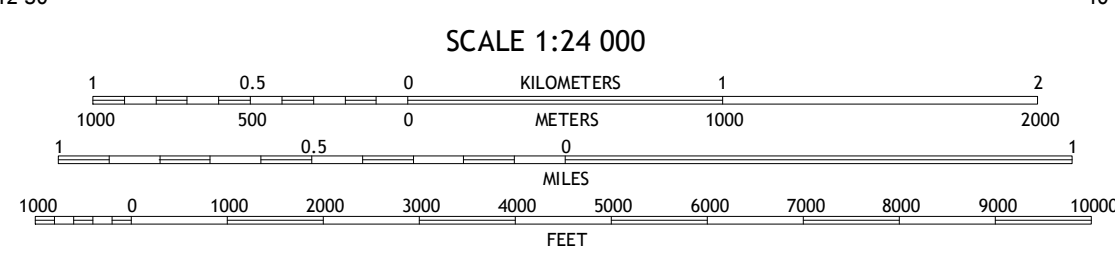 SCALE 1:24 000
1 0.5 0 KILOMETERS 1 2
1000 500 0 METERS 1000 2000
1 0.5 0 1
MILES
1000 0 1000 2000 3000 4000 5000 6000 7000 8000 9000 10000
FEET